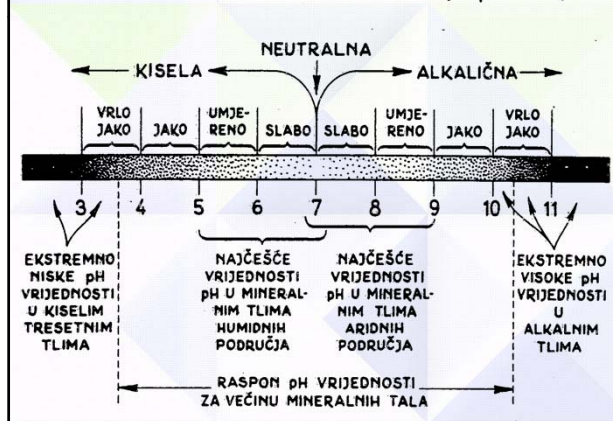 NEUTRALNA
KISELA
ALKALIČNA
VRLO
JAKO
JAKO
UMJE-
RENO
SLABO
SLABO
UMJE-
RENO
JAKO
VRLO
JAKO
3 4 5 6 7 8 9 10 11
EKSTREMNO
NISKE pH
VRIJEDNOSTI
U KISELIM
TRESETNIM
TLIMA
NAJČEŠĆE
VRIJEDNOSTI
pH U MINERAL-
NIM TLIMA
HUMIDNIH
PODRUČJA
NAJČEŠĆE
VRIJEDNOSTI
pH U MINERAL-
NIM TLIMA
ARIDNIH
PODRUČJA
EKSTREMNO
VISOKE pH
VRIJEDNOSTI
U
ALKALNIM
TLIMA
RASPON pH VRIJEDNOSTI
ZA VEĆINU MINERALNIH TALA